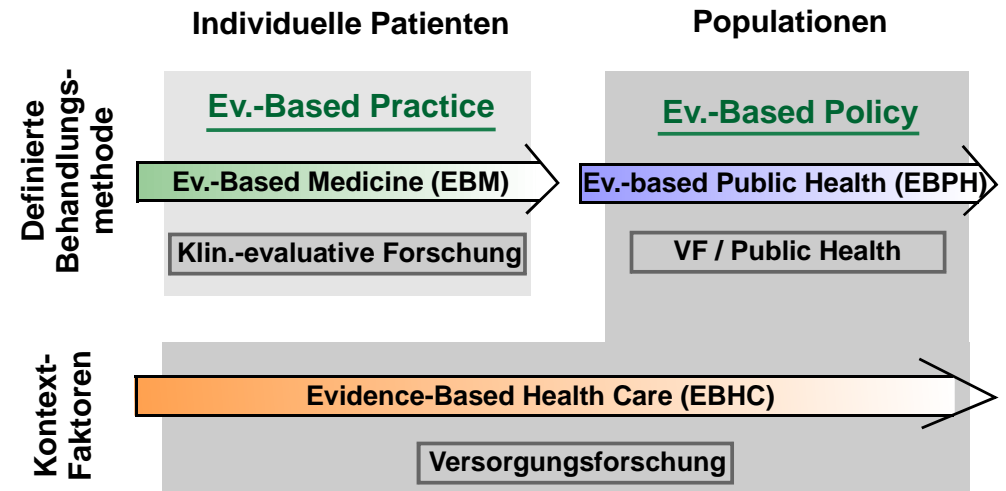 Individuelle Patienten
Populationen
Definierte
Behandlungs-
methode
Ev.-Based Practice
Ev.-Based Policy
Ev.-Based Medicine (EBM)
Ev.-based Public Health (EBPH)
Klin.-evaluative Forschung
VF / Public Health
Kontext-
Faktoren
Evidence-Based Health Care (EBHC)
Versorgungsforschung